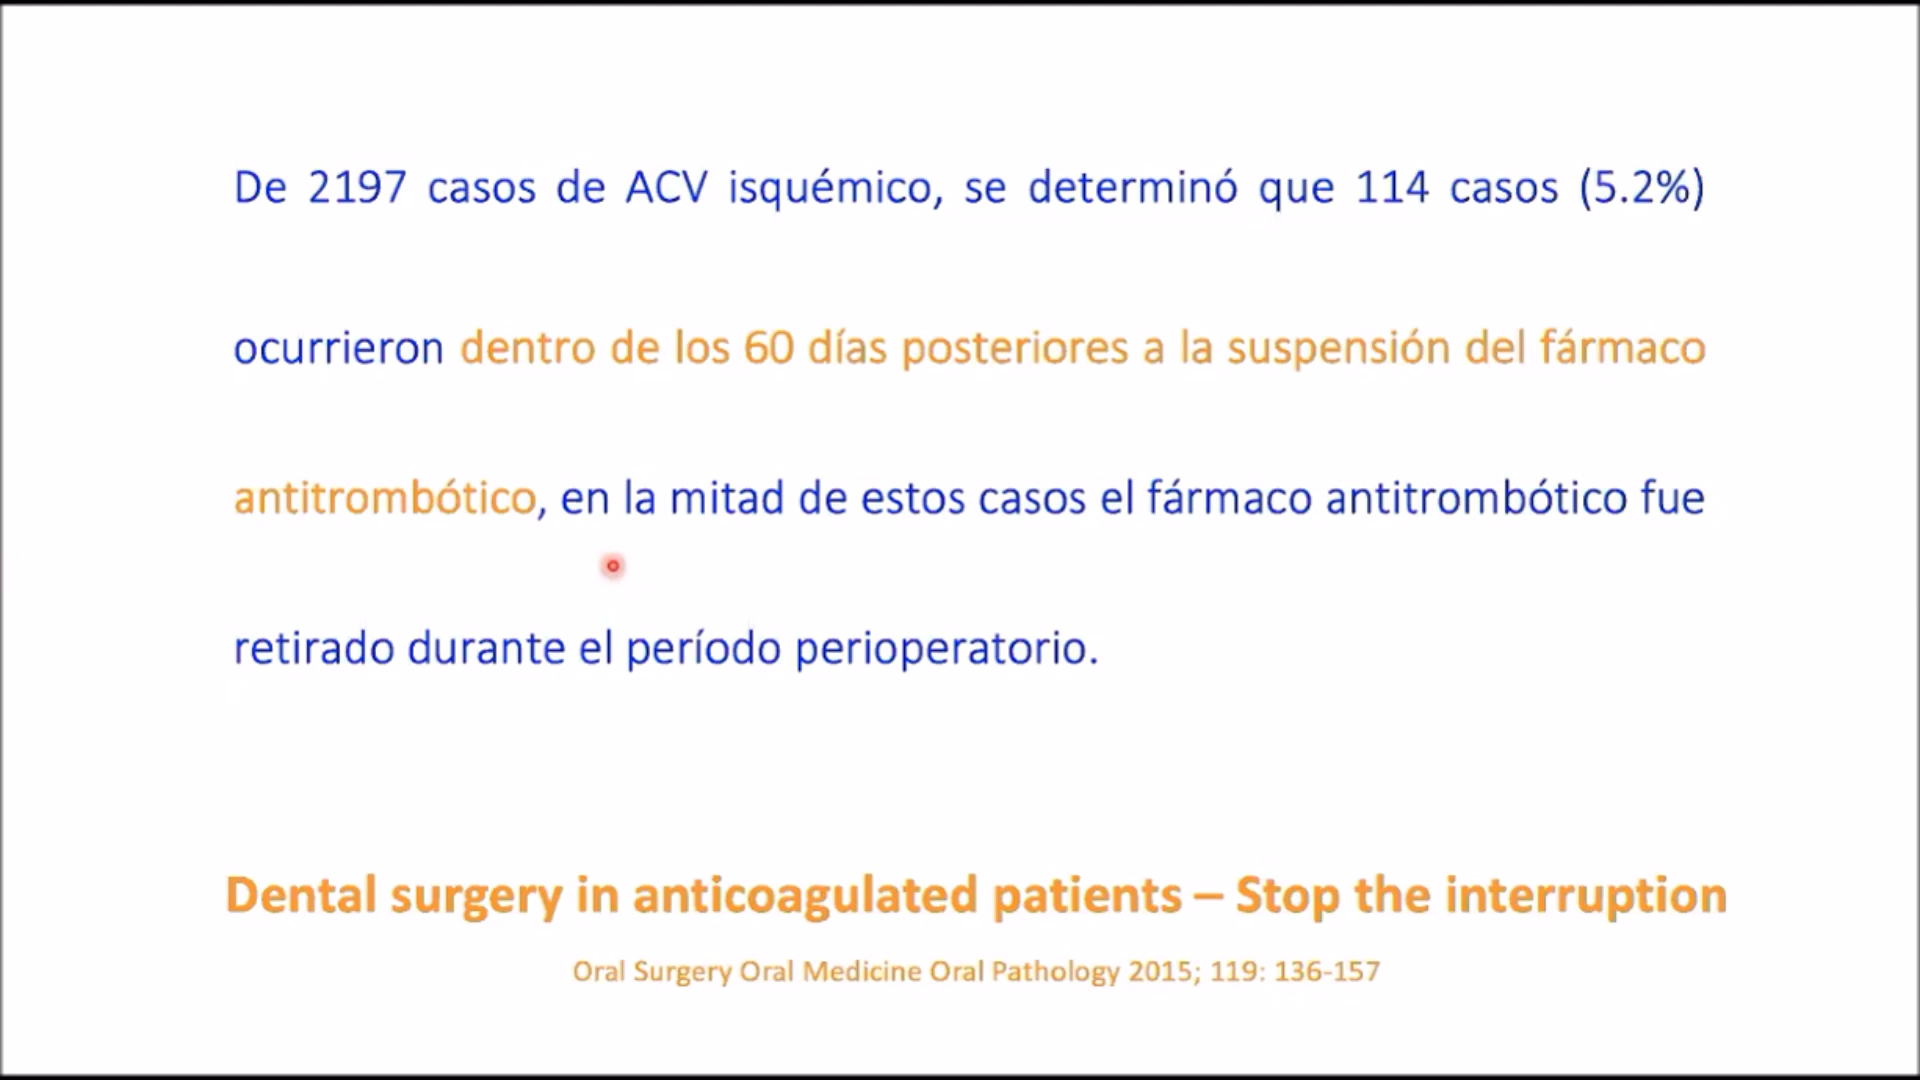 De 2197 casos de ACV isquémico, se determinó que 114 casos (5.2%)
ocurrieron dentro de los 60 días posteriores a la suspensión del fármaco
antitrombótico, en la mitad de estos casos el fármaco antitrombótico fue
retirado durante el período perioperatorio.
Dental surgery in anticoagulated patients – Stop the interruption
Oral Surgery Oral Medicine Oral Pathology 2015; 119: 136-157